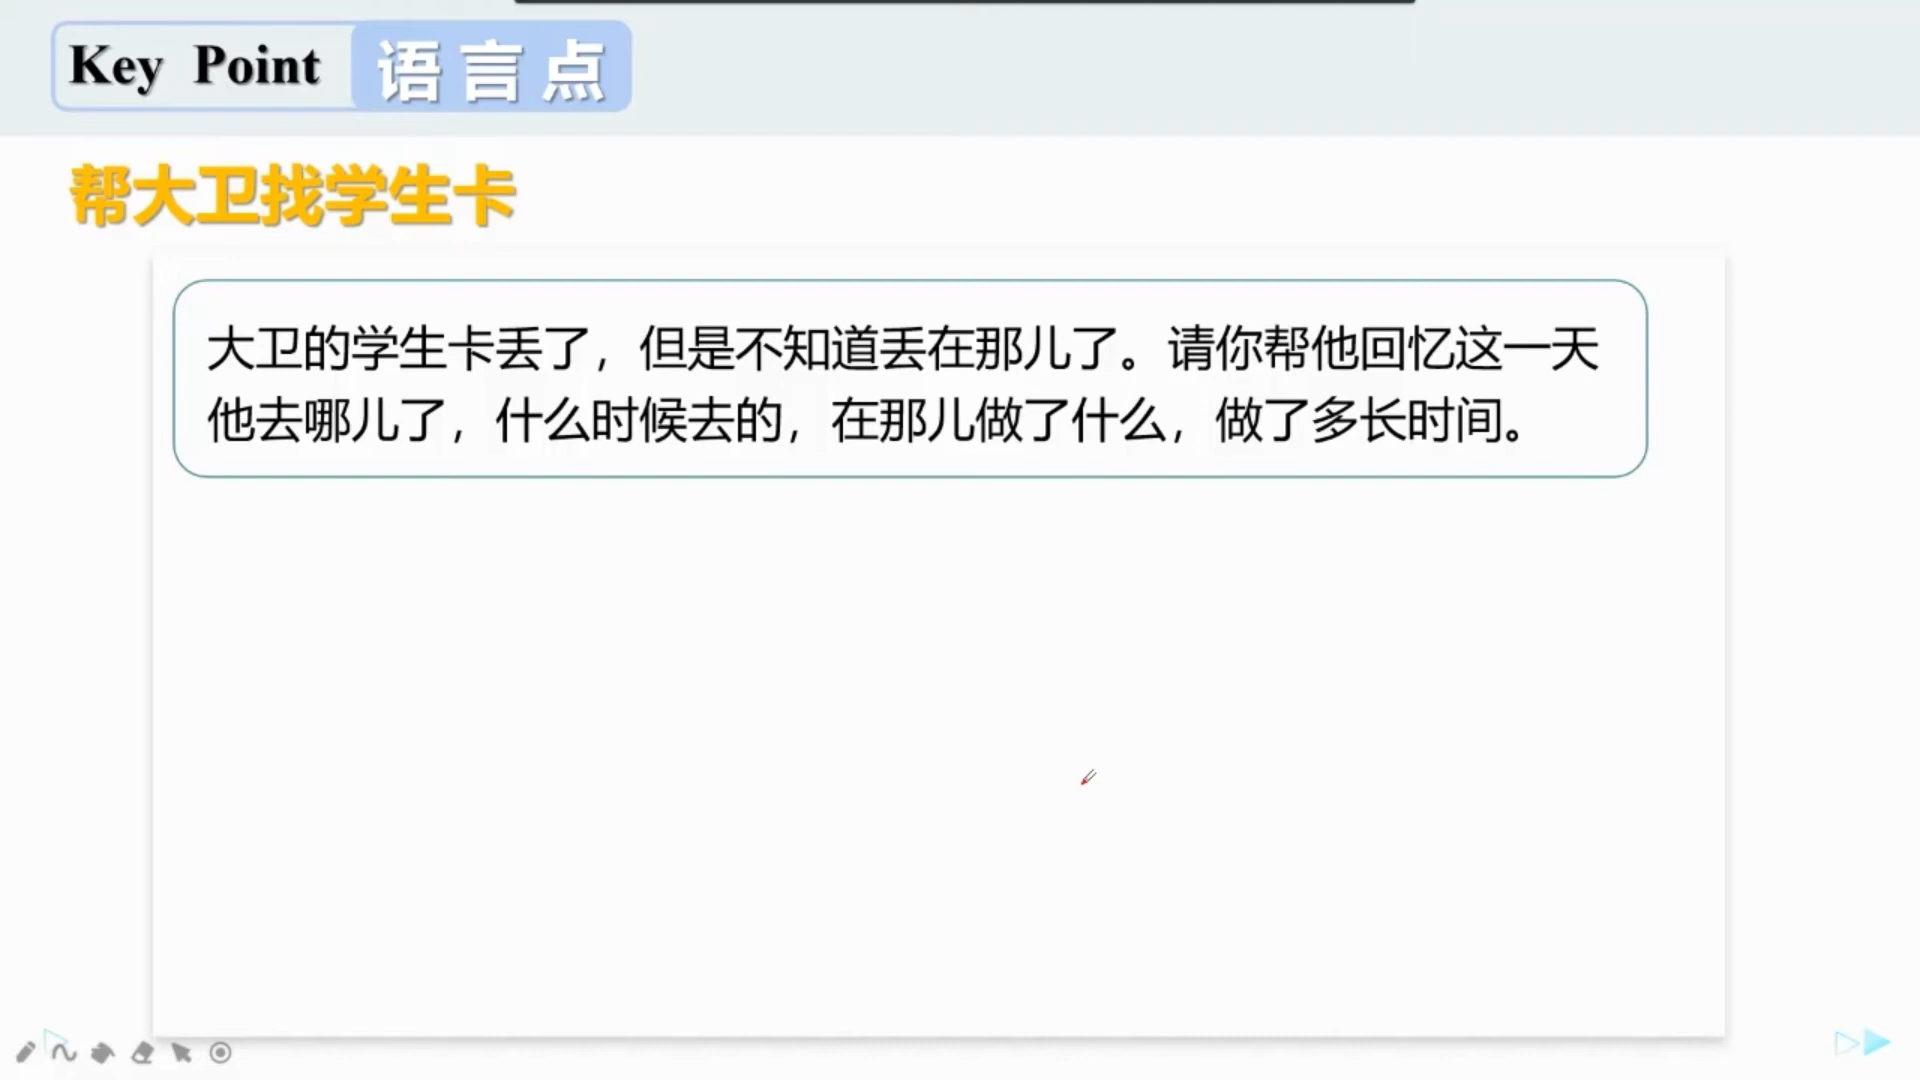 Key Point 语言点
帮大卫找学生卡
大卫的学生卡丢了，但是不知道丢在那儿了。请你帮他回忆这一天
他去哪儿了，什么时候去的，在那儿做了什么，做了多长时间。